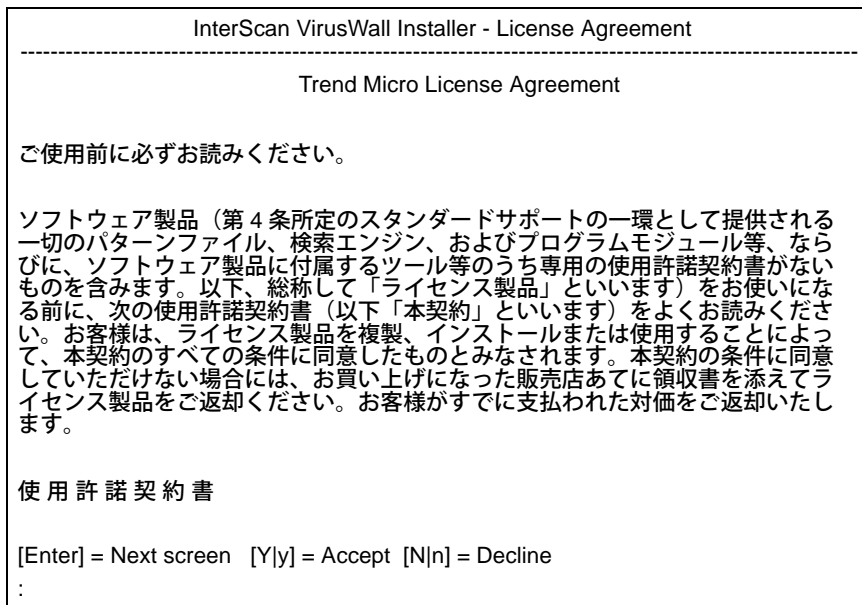 InterScan VirusWall Installer - License Agreement
--------------------------------------------------------------------------------------------------------------
Trend Micro License Agreement
ご使用前に必ずお読みください。
ソフトウェア製品（第 4 条所定のスタンダードサポートの一環として提供される
一切のパターンファイル、検索エンジン、およびプログラムモジュール等、なら
びに、ソフトウェア製品に付属するツール等のうち専用の使用許諾契約書がない
ものを含みます。以下、総称して「ライセンス製品」といいます）をお使いにな
る前に、次の使用許諾契約書（以下「本契約」といいます）をよくお読みくださ
い。お客様は、ライセンス製品を複製、インストールまたは使用することによっ
て、本契約のすべての条件に同意したものとみなされます。本契約の条件に同意
していただけない場合には、お買い上げになった販売店あてに領収書を添えてラ
イセンス製品をご返却ください。お客様がすでに支払われた対価をご返却いたし
ます。
使 用 許 諾 契 約 書
[Enter] = Next screen [Y|y] = Accept [N|n] = Decline
: